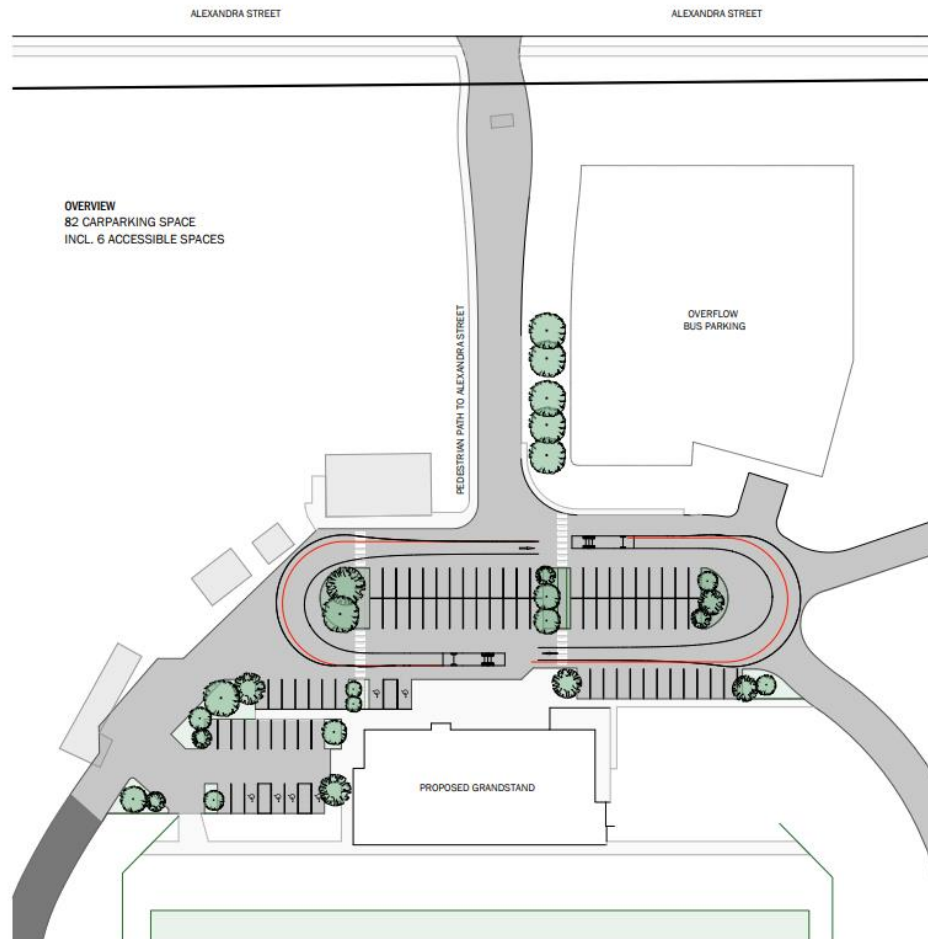 ALEXANDRA STREET
ALEXANDRA STREET
OVERVIEW
82 CARPARKING SPACE
INCL. 6 ACCESSIBLE SPACES
OVERFLOW
BUS PARKING
PEDESTRIAN PATH TO ALEXANDRA STREET
PROPOSED GRANDSTAND